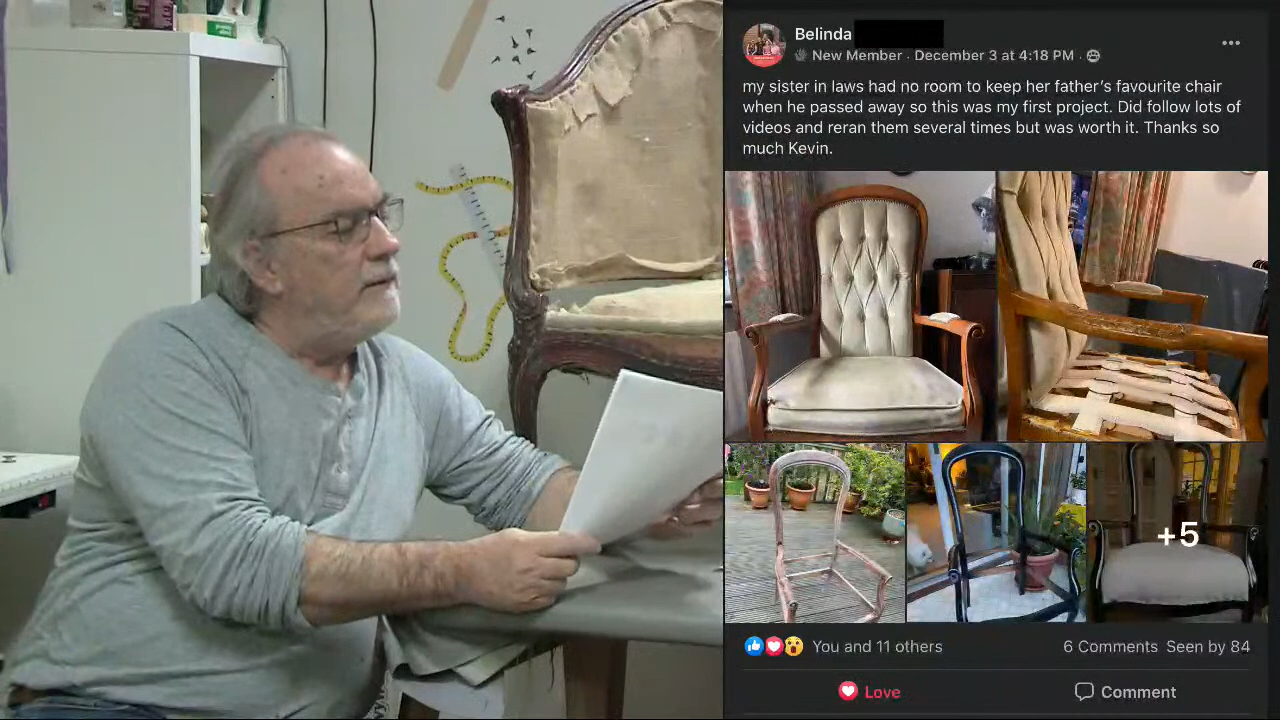 Belinda
New Member · December 3 at 4:18 PM ·
my sister in laws had no room to keep her father's favourite chair
when he passed away so this was my first project. Did follow lots of
videos and reran them several times but was worth it. Thanks so
much Kevin.
+5
You and 11 others
6 Comments Seen by 84
Love
Comment